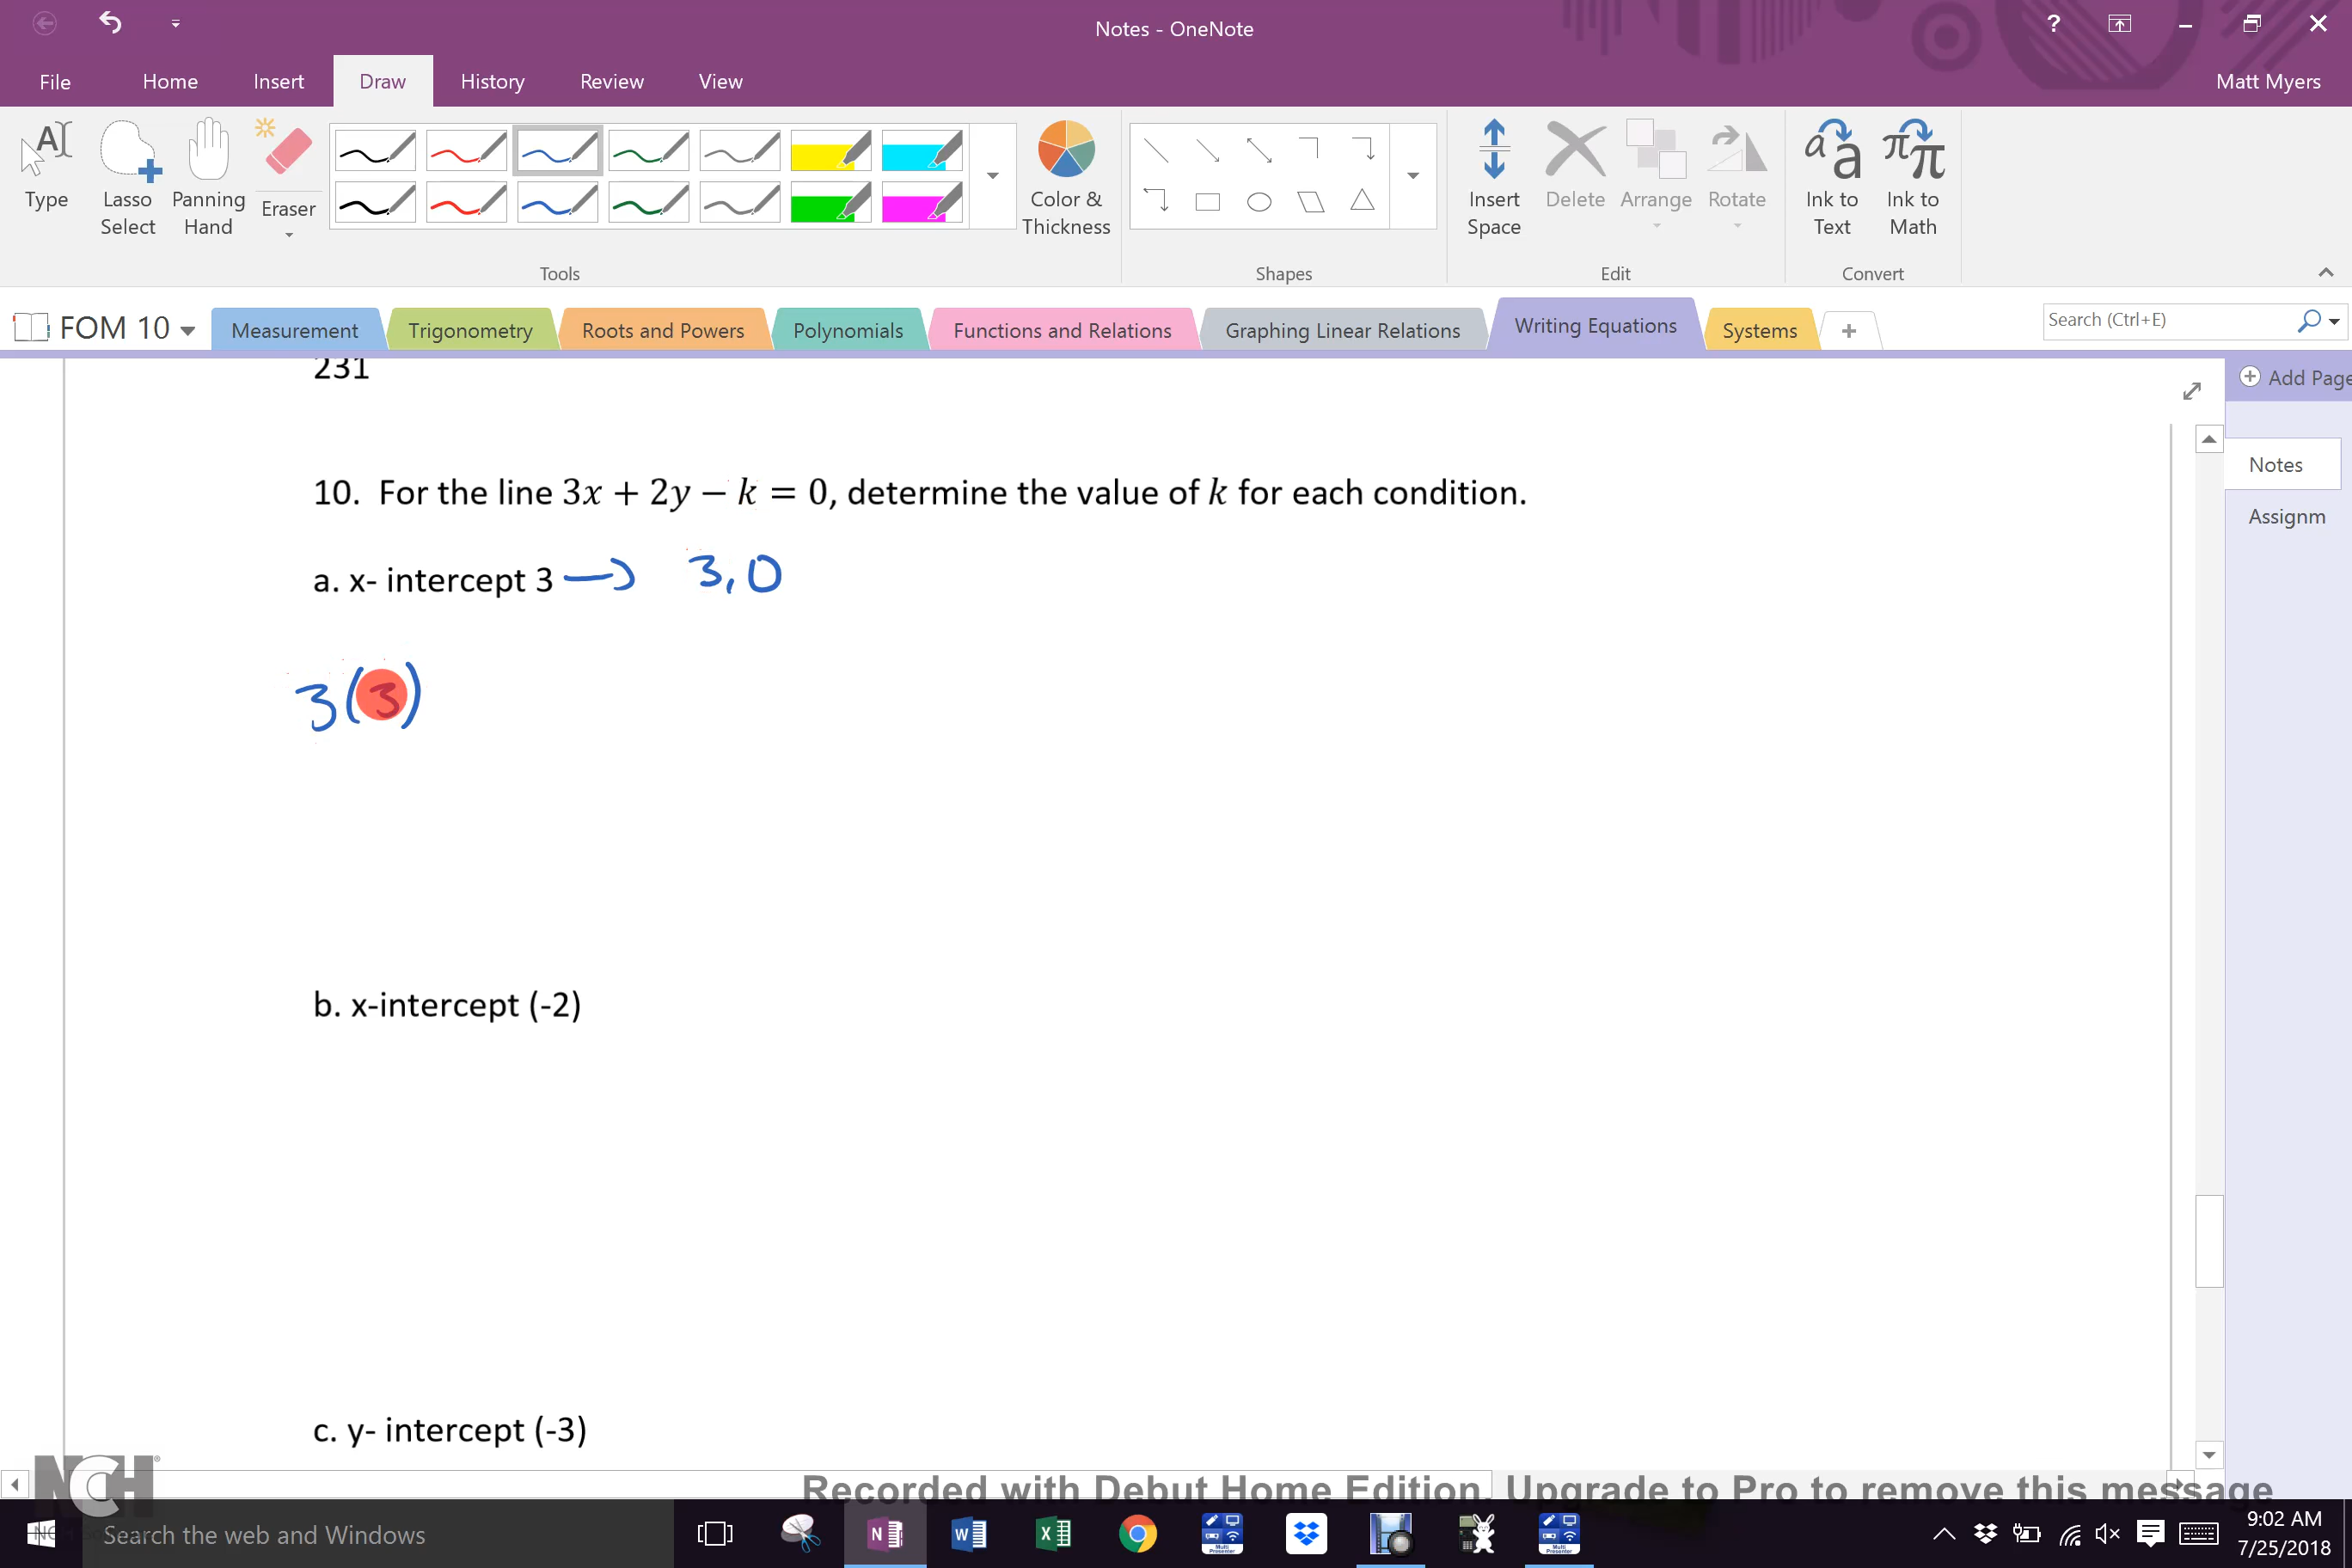 Notes - OneNote
?
File Home Insert Draw History Review View Matt Myers
Type Lasso Select Panning Hand Eraser Color & Thickness Insert Space Delete Arrange Rotate Ink to Text Ink to Math
Tools Shapes Edit Convert
FOM 10 Measurement Trigonometry Roots and Powers Polynomials Functions and Relations Graphing Linear Relations Writing Equations Systems + Search (Ctrl+E)
231
Add Page
Notes
Assignm
10. For the line 3x + 2y − k = 0, determine the value of k for each condition.
a. x- intercept 3 → 3,0
3(3)
b. x-intercept (-2)
c. y- intercept (-3)
NCH
Recorded with Debut Home Edition. Upgrade to Pro to remove this message
Search the web and Windows
9:02 AM
7/25/2018